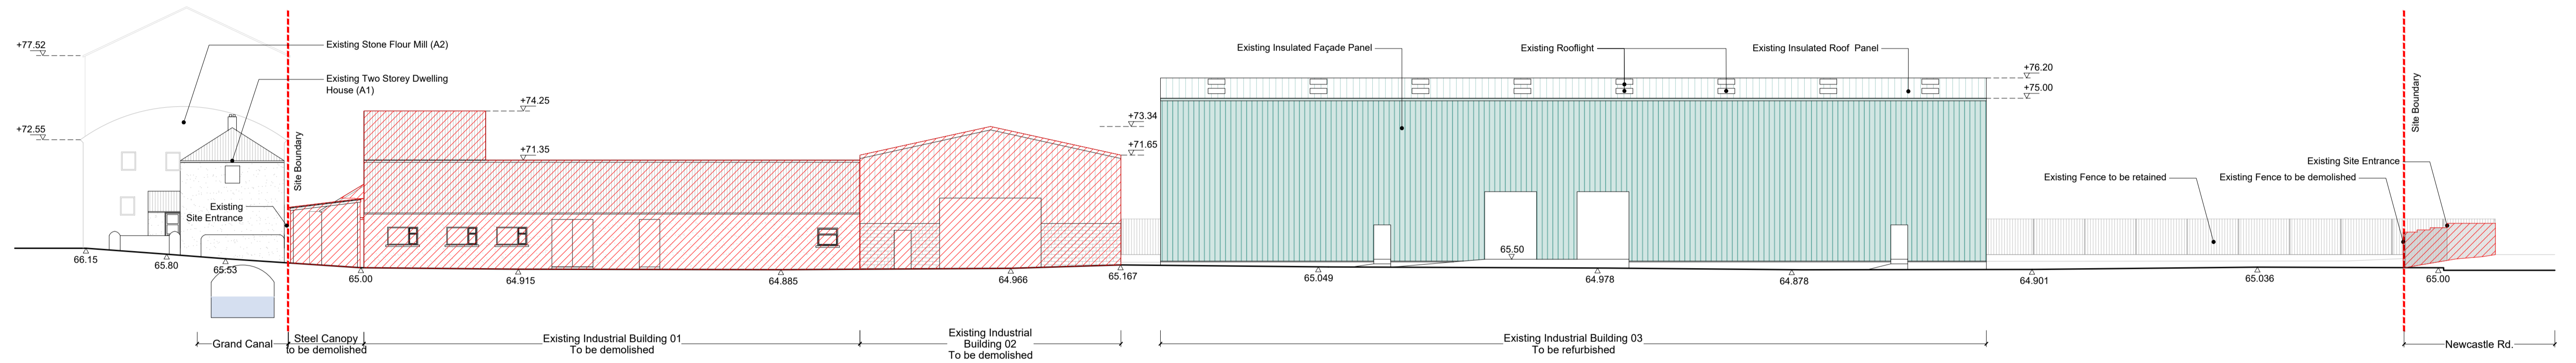 +77.52
+72.55
Existing Stone Flour Mill (A2)
Existing Two Storey Dwelling
House (A1)
Site Boundary
Existing
Site Entrance
+74.25
+71.35
+73.34
+71.65
Existing Insulated Façade Panel
Existing Rooflight
Existing Insulated Roof Panel
+76.20
+75.00
Site Boundary
Existing Site Entrance
Existing Fence to be retained
Existing Fence to be demolished
65.50
66.15
65.80
65.53
65.00
64.915
64.885
64.966
65.167
65.049
64.978
64.878
64.901
65.036
65.00
Grand Canal
Steel Canopy
to be demolished
Existing Industrial Building 01
To be demolished
Existing Industrial
Building 02
To be demolished
Existing Industrial Building 03
To be refurbished
Newcastle Rd.